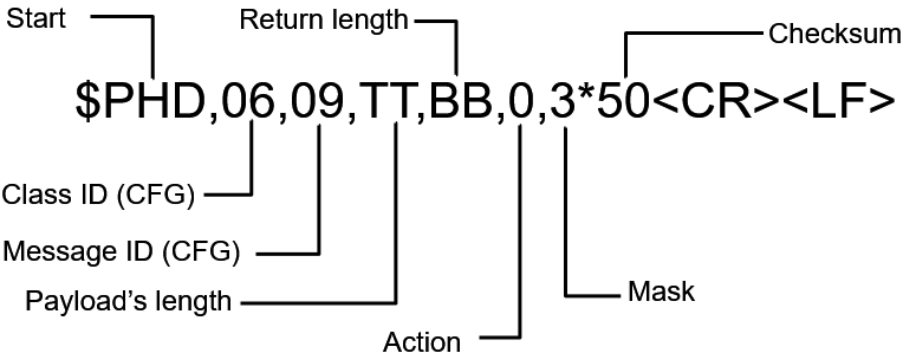 Start
Return length
Checksum
$PHD,06,09,TT,BB,0,3*50<CR><LF>
Class ID (CFG)
Message ID (CFG)
Payload's length
Mask
Action